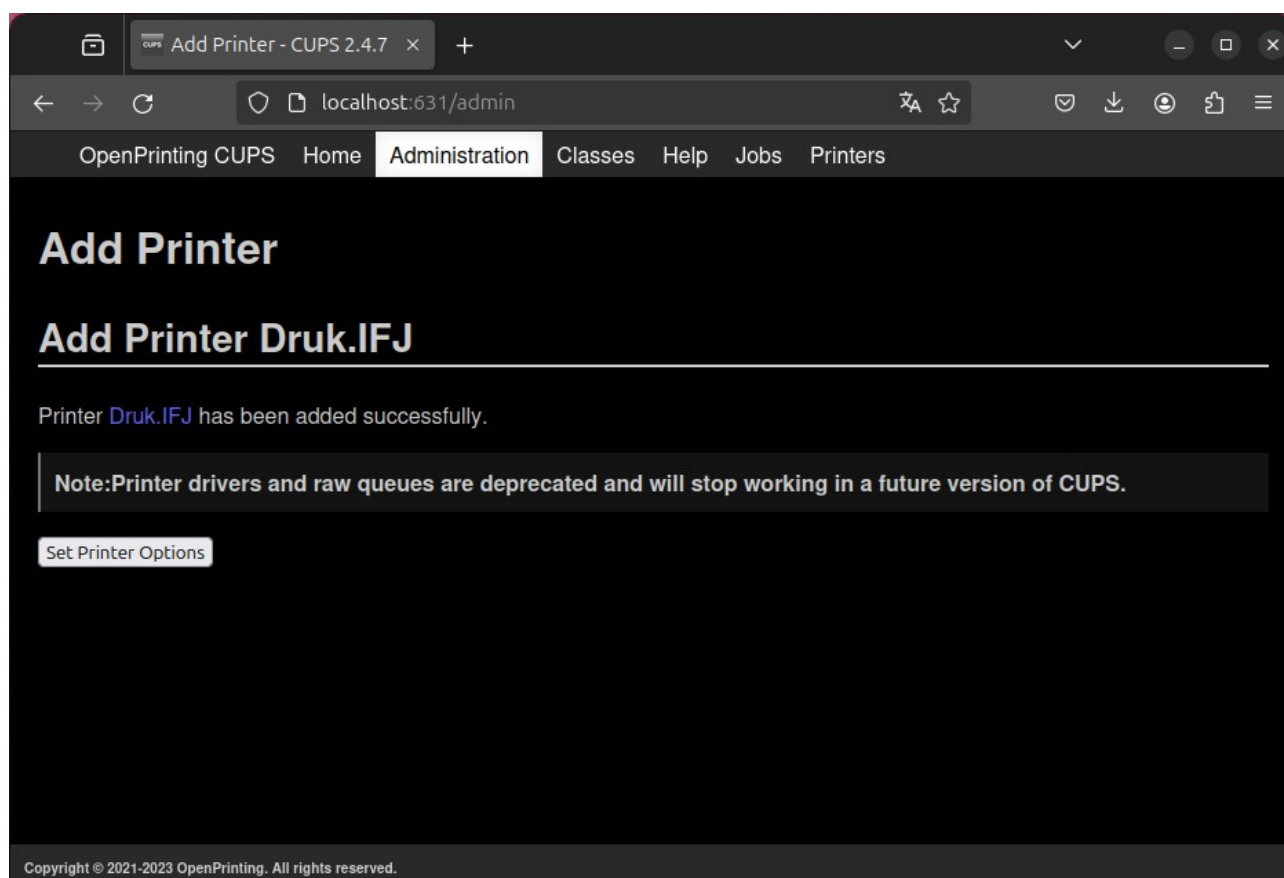 CUPS Add Printer - CUPS 2.4.7
localhost:631/admin
OpenPrinting CUPS Home Administration Classes Help Jobs Printers
Add Printer
Add Printer Druk.IFJ
Printer Druk.IFJ has been added successfully.
Note:Printer drivers and raw queues are deprecated and will stop working in a future version of CUPS.
Set Printer Options
Copyright © 2021-2023 OpenPrinting. All rights reserved.